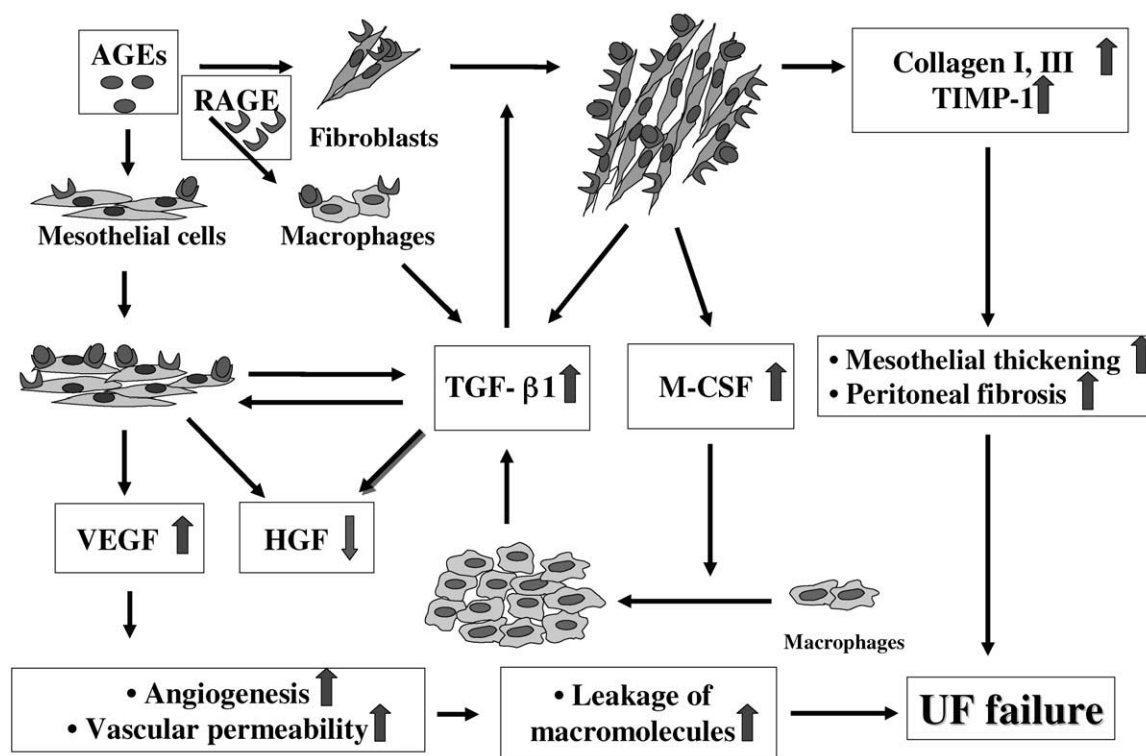 AGEs
RAGE
Fibroblasts
Collagen I, III
TIMP-1
Mesothelial cells
Macrophages
TGF- β1
M-CSF
• Mesothelial thickening
• Peritoneal fibrosis
VEGF
HGF
Macrophages
• Angiogenesis
• Vascular permeability
• Leakage of
macromolecules
UF failure